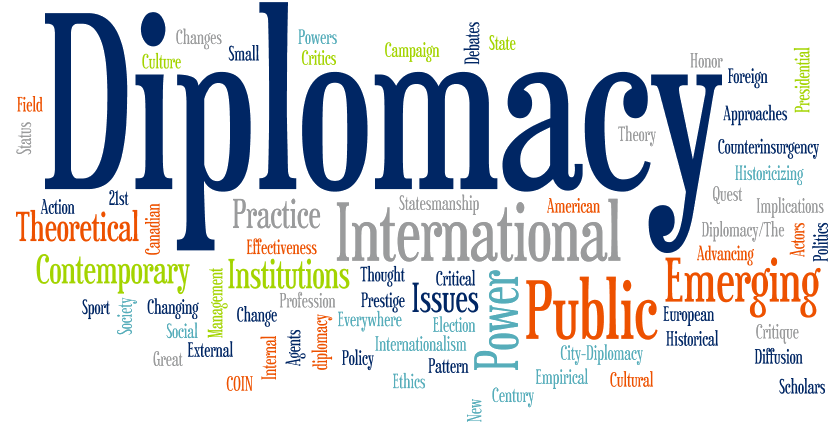 Diplomacy
Changes
Small
Powers
Critics
Campaign
Debates
State
Honor
Foreign
Presidential
Culture
Field
Status
Approaches
Theory
Counterinsurgency
Historicizing
Action
21st
Canadian
Theoretical
Practice
Statesmanship
International
American
Quest
Implications
Diplomacy/The
Actors
Politics
Effectiveness
Advancing
Contemporary
Institutions
Thought
Critical
Emerging
Management
Profession
Prestige
Issues
Power
Public
Sport
Society
Changing
Change
Everywhere
Election
European
Social
Historical
Critique
Great
External
Internal
Agents
diplomacy
Policy
Internationalism
Pattern
City-Diplomacy
Diffusion
COIN
Ethics
Empirical
Cultural
Scholars
New
Century